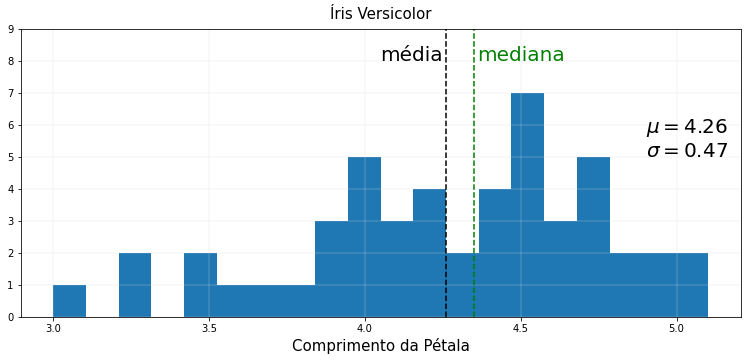 Íris Versicolor
média
mediana
μ = 4.26
σ = 0.47
9
8
7
6
5
4
3
2
1
0
3.0 3.5 4.0 4.5 5.0
Comprimento da Pétala